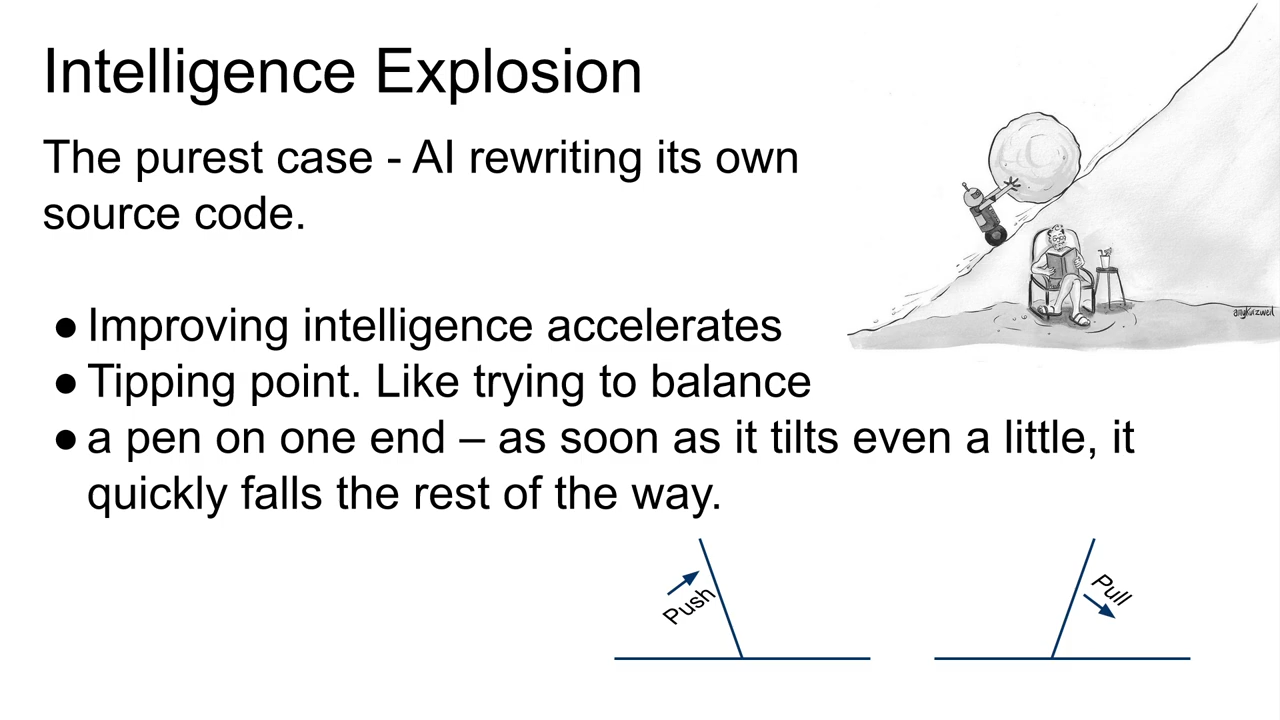 Intelligence Explosion
The purest case - AI rewriting its own
source code.
● Improving intelligence accelerates
● Tipping point. Like trying to balance
● a pen on one end – as soon as it tilts even a little, it
quickly falls the rest of the way.
amykurzweil
Push
Pull